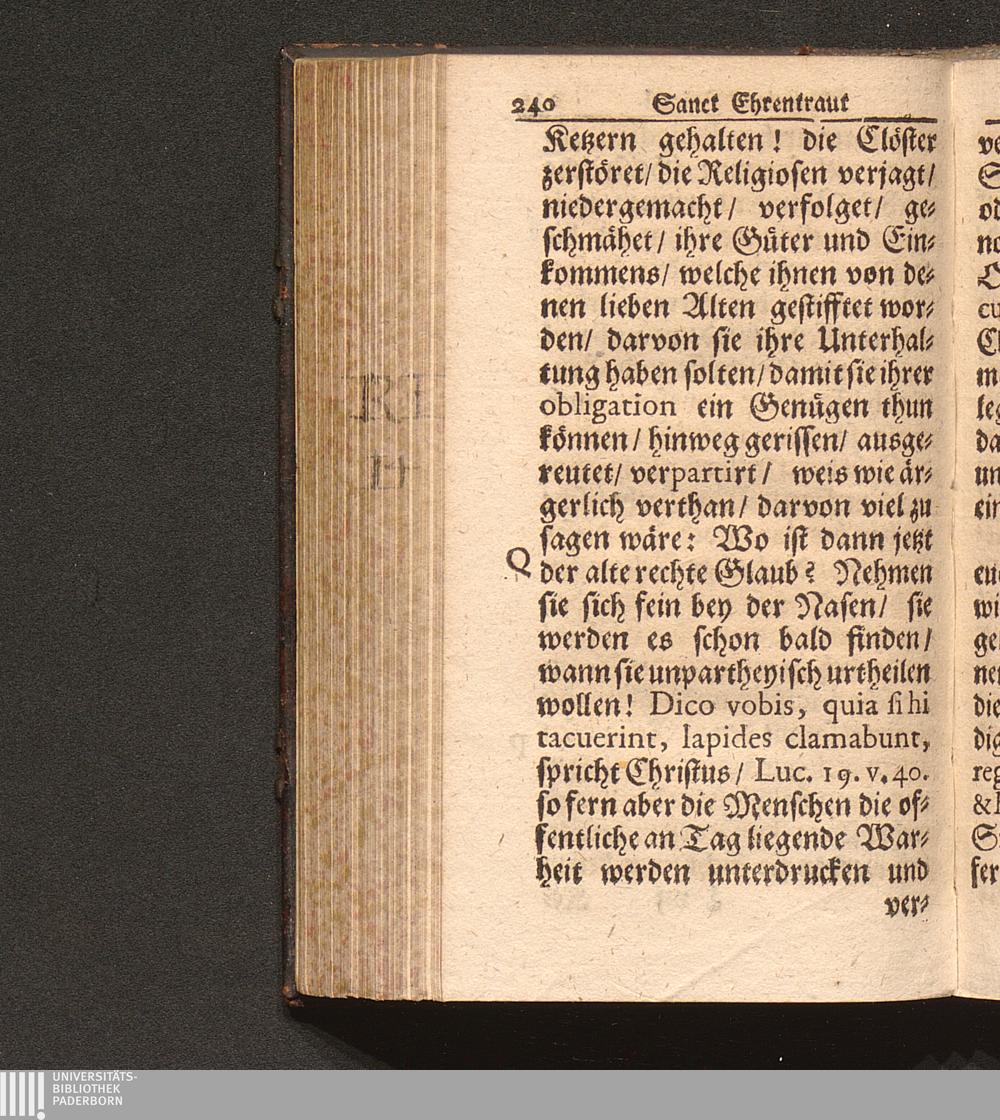 240 Sanct Ehrentraut
Ketzern gehalten! die Clöster
zerstöret/ die Religiosen verjagt/
niedergemacht/ verfolget/ ge⸗
schmähet/ ihre Güter und Ein⸗
kommens/ welche ihnen von de⸗
nen lieben Alten gestifftet wor⸗
den/ darvon sie ihre Unterhal⸗
tung haben solten/ damit sie ihrer
obligation ein Genügen thun
können/ hinweg gerissen/ ausge⸗
reutet/ verpartirt/ weis wie är⸗
gerlich verthan/ darvon viel zu
sagen wäre: Wo ist dann jetzt
Q der alte rechte Glaub? Nehmen
sie sich fein bey der Nasen/ sie
werden es schon bald finden/
wann sie unpartheyisch urtheilen
wollen! Dico vobis, quia si hi
tacuerint, lapides clamabunt,
spricht Christus/ Luc. 19. v. 40.
so fern aber die Menschen die of⸗
fentliche an Tag liegende War⸗
heit werden unterdrucken und
ver⸗
UNIVERSITÄTS-
BIBLIOTHEK
PADERBORN